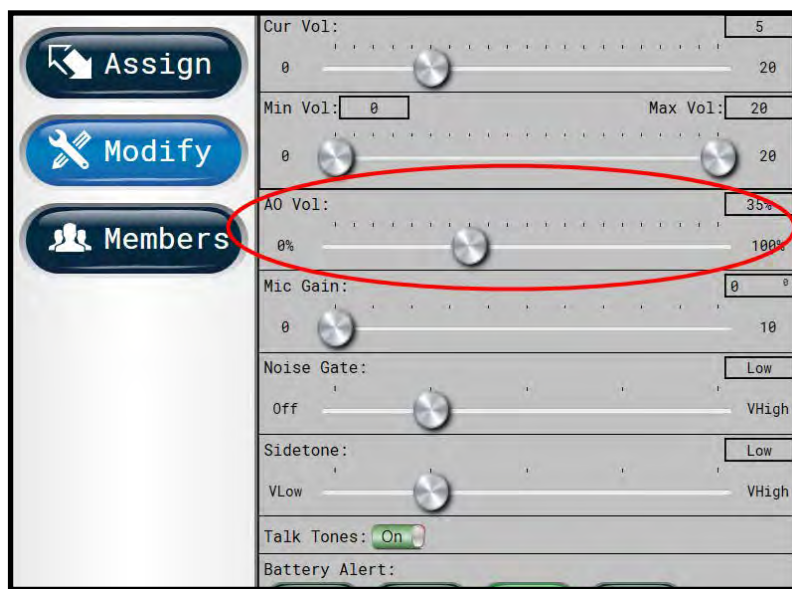 Assign
Modify
Members
Cur Vol: 5
0 20
Min Vol: 0 Max Vol: 20
0 20
AO Vol: 35%
0% 100%
Mic Gain: 0 0
0 10
Noise Gate: Low
Off VHigh
Sidetone: Low
VLow VHigh
Talk Tones: On
Battery Alert: